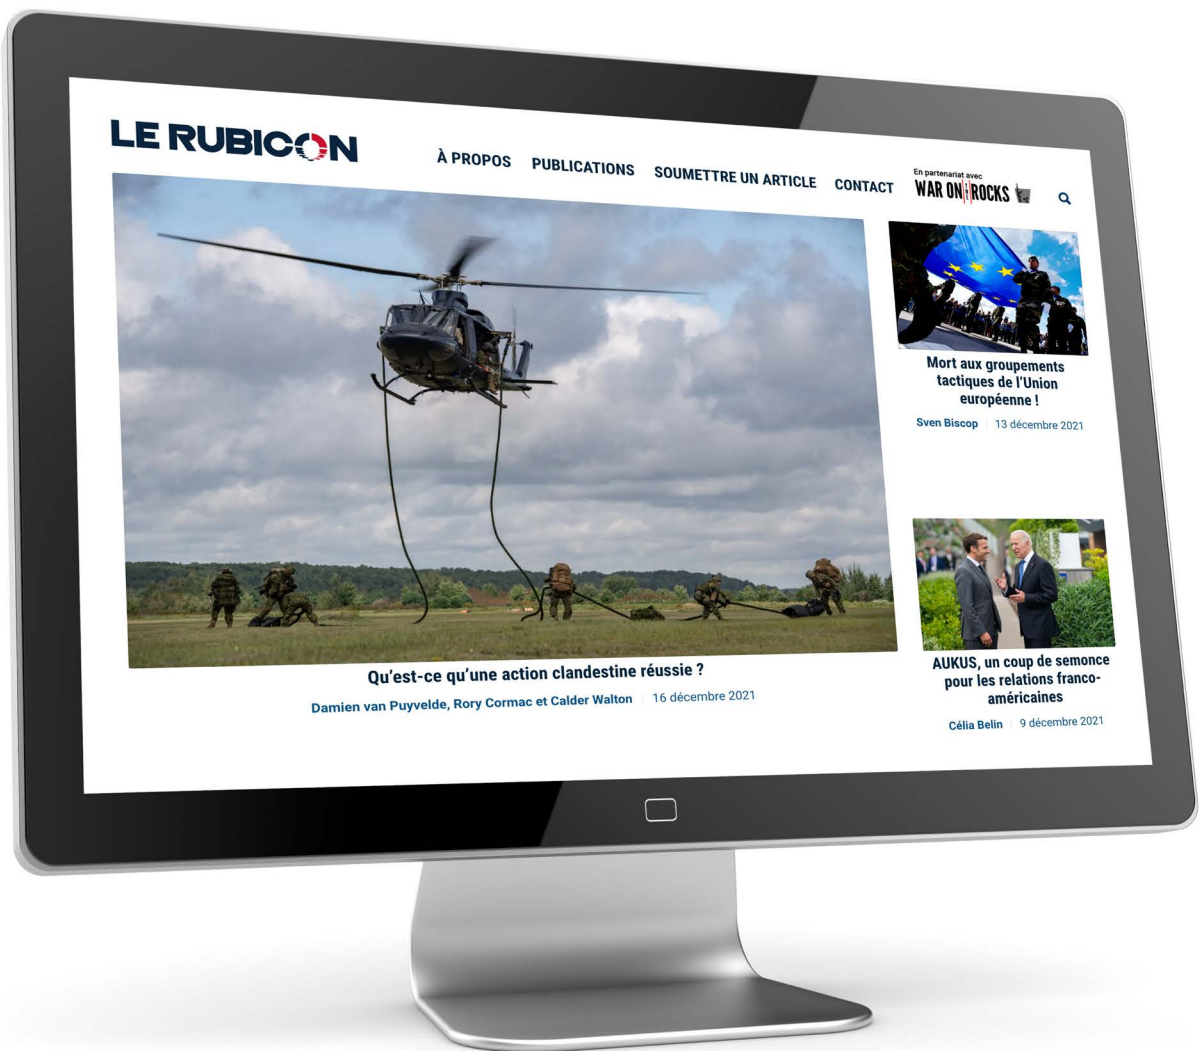 LE RUBICON
À PROPOS
PUBLICATIONS
SOUMETTRE UN ARTICLE
CONTACT
En partenariat avec
WAR ON THE ROCKS
Qu’est-ce qu’une action clandestine réussie ?
Damien van Puyvelde, Rory Cormac et Calder Walton | 16 décembre 2021
Mort aux groupements
tactiques de l’Union
européenne !
Sven Biscop | 13 décembre 2021
AUKUS, un coup de semonce
pour les relations franco-
américaines
Célia Belin | 9 décembre 2021